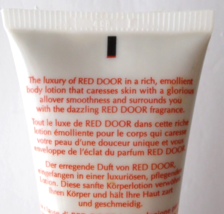 The luxury of RED DOOR in a rich, emollient
body lotion that caresses skin with a glorious
allover smoothness and surrounds you
with the dazzling RED DOOR fragrance.
Tout le luxe de RED DOOR dans cette riche
lotion émolliente pour le corps qui caresse
votre peau d'une douceur unique et vous
enveloppe de l'éclat du parfum RED DOOR.
Der erregende Duft von RED DOOR,
eingefangen in einer luxuriösen, pflegenden
Lotion. Diese sanfte Körperlotion verwöhnt
Ihren Körper und hält Ihre Haut zart
und geschmeidig.